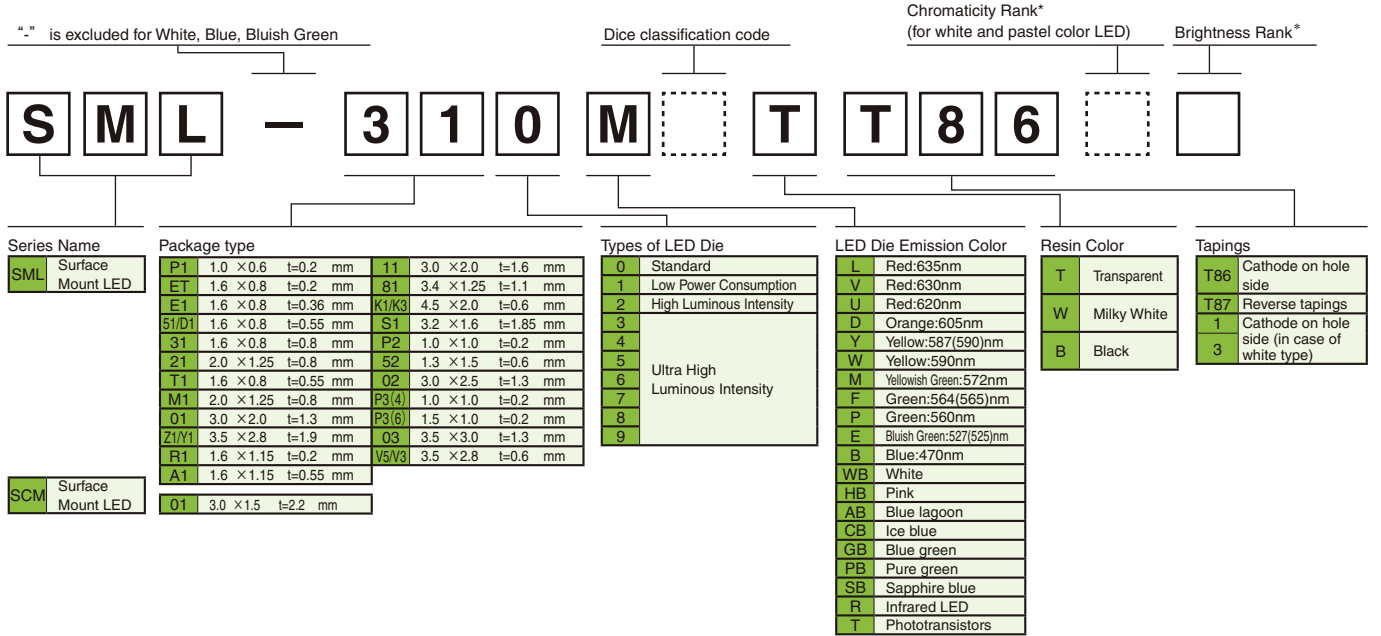 Chromaticity Rank*
(for white and pastel color LED)
“-” is excluded for White, Blue, Bluish Green
Dice classification code
Brightness Rank*
S M L – 3 1 0 M T T 8 6
Series Name
SML Surface
Mount LED
SCM Surface
Mount LED
Package type
P1 1.0 ×0.6 t=0.2 mm
ET 1.6 ×0.8 t=0.2 mm
E1 1.6 ×0.8 t=0.36 mm
51/D1 1.6 ×0.8 t=0.55 mm
31 1.6 ×0.8 t=0.8 mm
21 2.0 ×1.25 t=0.8 mm
T1 1.6 ×0.8 t=0.55 mm
M1 2.0 ×1.25 t=0.8 mm
01 3.0 ×2.0 t=1.3 mm
Z1/Y1 3.5 ×2.8 t=1.9 mm
R1 1.6 ×1.15 t=0.2 mm
A1 1.6 ×1.15 t=0.55 mm
01 3.0 ×1.5 t=2.2 mm
11 3.0 ×2.0 t=1.6 mm
81 3.4 ×1.25 t=1.1 mm
K1/K3 4.5 ×2.0 t=0.6 mm
S1 3.2 ×1.6 t=1.85 mm
P2 1.0 ×1.0 t=0.2 mm
52 1.3 ×1.5 t=0.6 mm
02 3.0 ×2.5 t=1.3 mm
P3(4) 1.0 ×1.0 t=0.2 mm
P3(6) 1.5 ×1.0 t=0.2 mm
03 3.5 ×3.0 t=1.3 mm
V5/V3 3.5 ×2.8 t=0.6 mm
Types of LED Die
0 Standard
1 Low Power Consumption
2 High Luminous Intensity
3
4
5
6
7
8
9
Ultra High
Luminous Intensity
LED Die Emission Color
L Red:635nm
V Red:630nm
U Red:620nm
D Orange:605nm
Y Yellow:587(590)nm
W Yellow:590nm
M Yellowish Green:572nm
F Green:564(565)nm
P Green:560nm
E Bluish Green:527(525)nm
B Blue:470nm
WB White
HB Pink
AB Blue lagoon
CB Ice blue
GB Blue green
PB Pure green
SB Sapphire blue
R Infrared LED
T Phototransistors
Resin Color
T Transparent
W Milky White
B Black
Tapings
T86 Cathode on hole
side
T87 Reverse tapings
1 Cathode on hole
side (in case of
3 white type)